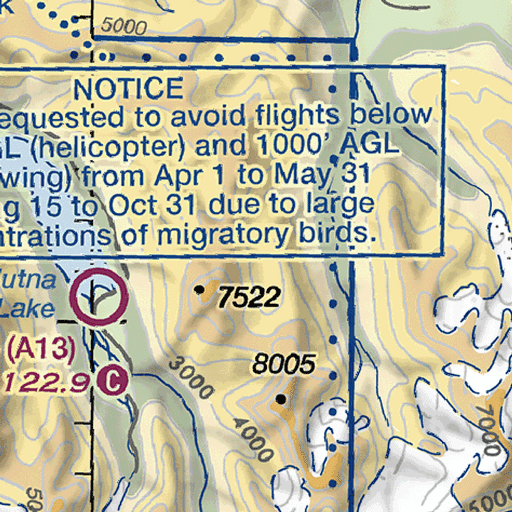 k
5000
NOTICE
equested to avoid flights below
GL (helicopter) and 1000' AGL
wing) from Apr 1 to May 31
g 15 to Oct 31 due to large
ntrations of migratory birds.
utna
Lake
7522
(A13)
122.9 C
3000
8005
4000
7000
5000